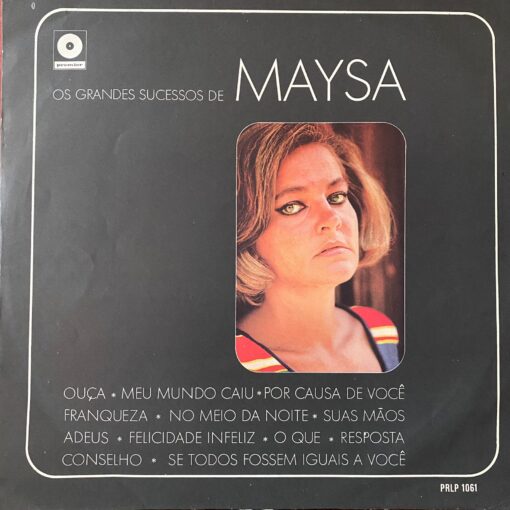 premier
OS GRANDES SUCESSOS DE MAYSA
OUÇA * MEU MUNDO CAIU * POR CAUSA DE VOCÊ
FRANQUEZA * NO MEIO DA NOITE * SUAS MÃOS
ADEUS * FELICIDADE INFELIZ * O QUE * RESPOSTA
CONSELHO * SE TODOS FOSSEM IGUAIS A VOCÊ
PRLP 1061